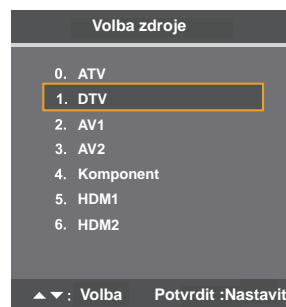 Volba zdroje
0. ATV
1. DTV
2. AV1
3. AV2
4. Komponent
5. HDM1
6. HDM2
▲ ▼ : Volba Potvrdit :Nastavit